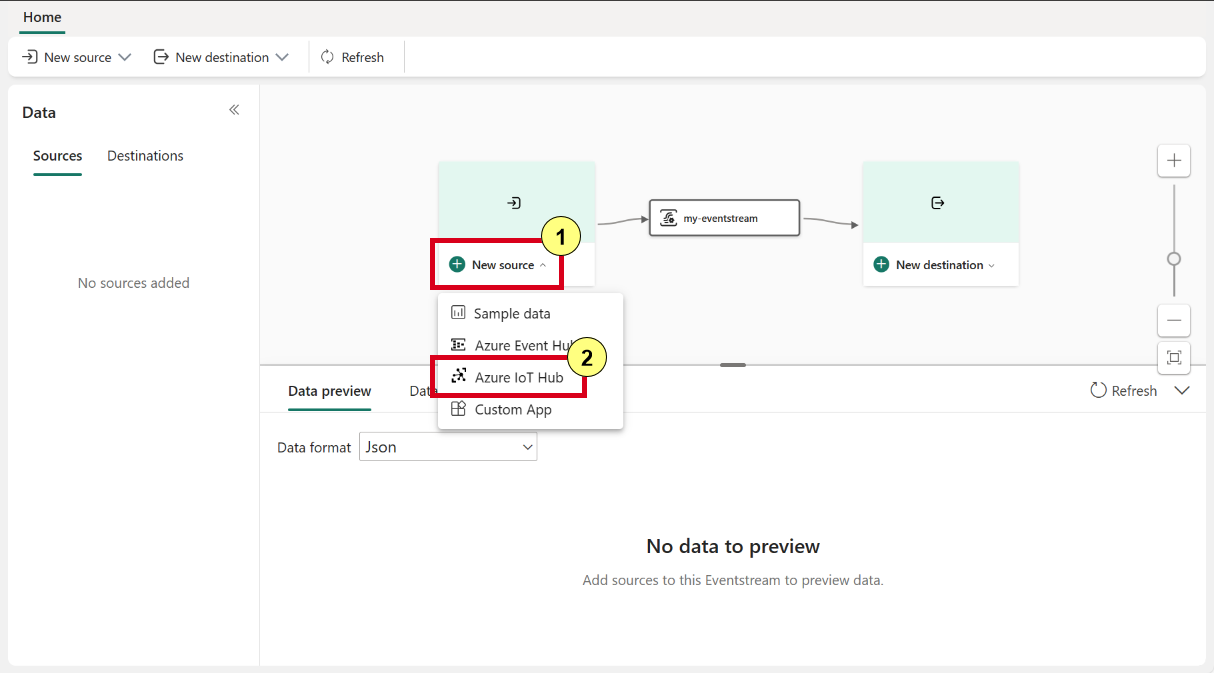 Home
New source New destination Refresh
Data
Sources Destinations
No sources added
my-eventstream
1
New source New destination
Sample data
Azure Event Hu
2
Azure IoT Hub
Custom App
Data preview Data Refresh
Data format Json
No data to preview
Add sources to this Eventstream to preview data.